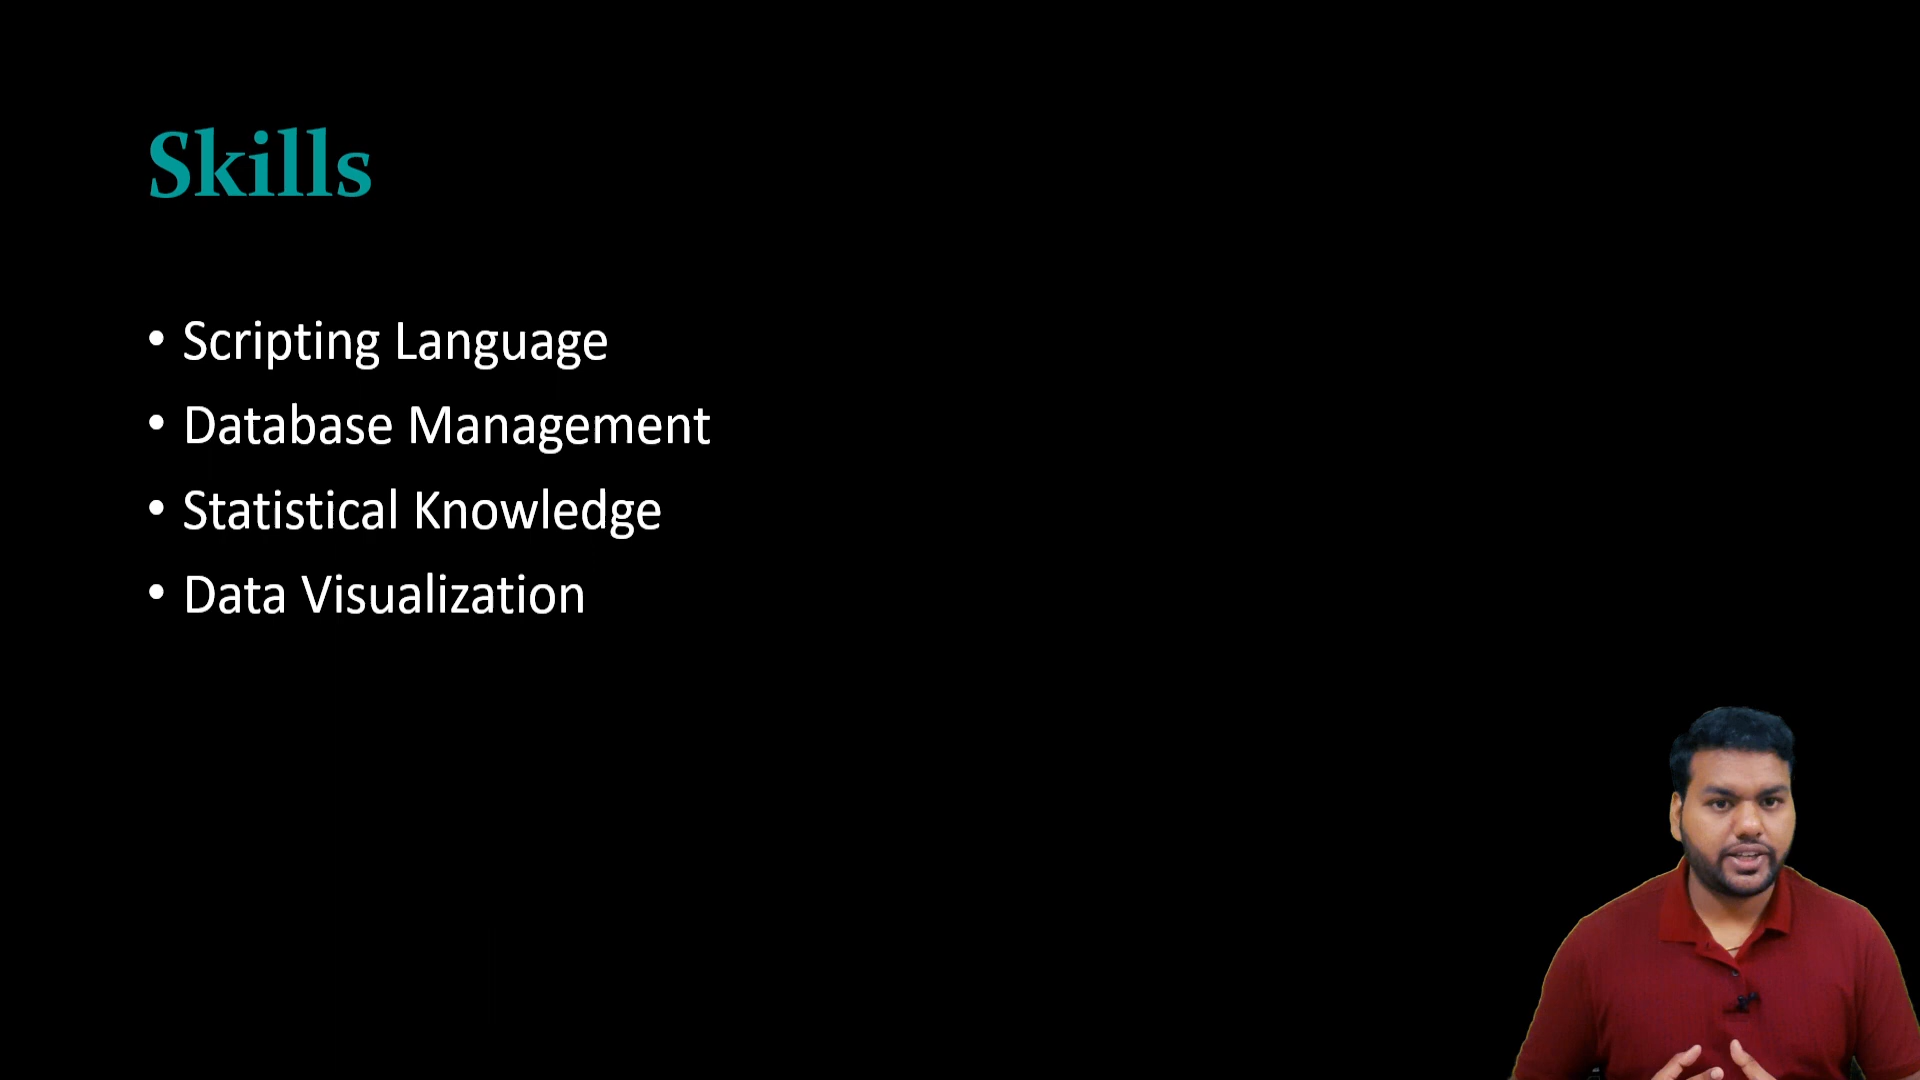 Skills
• Scripting Language
• Database Management
• Statistical Knowledge
• Data Visualization